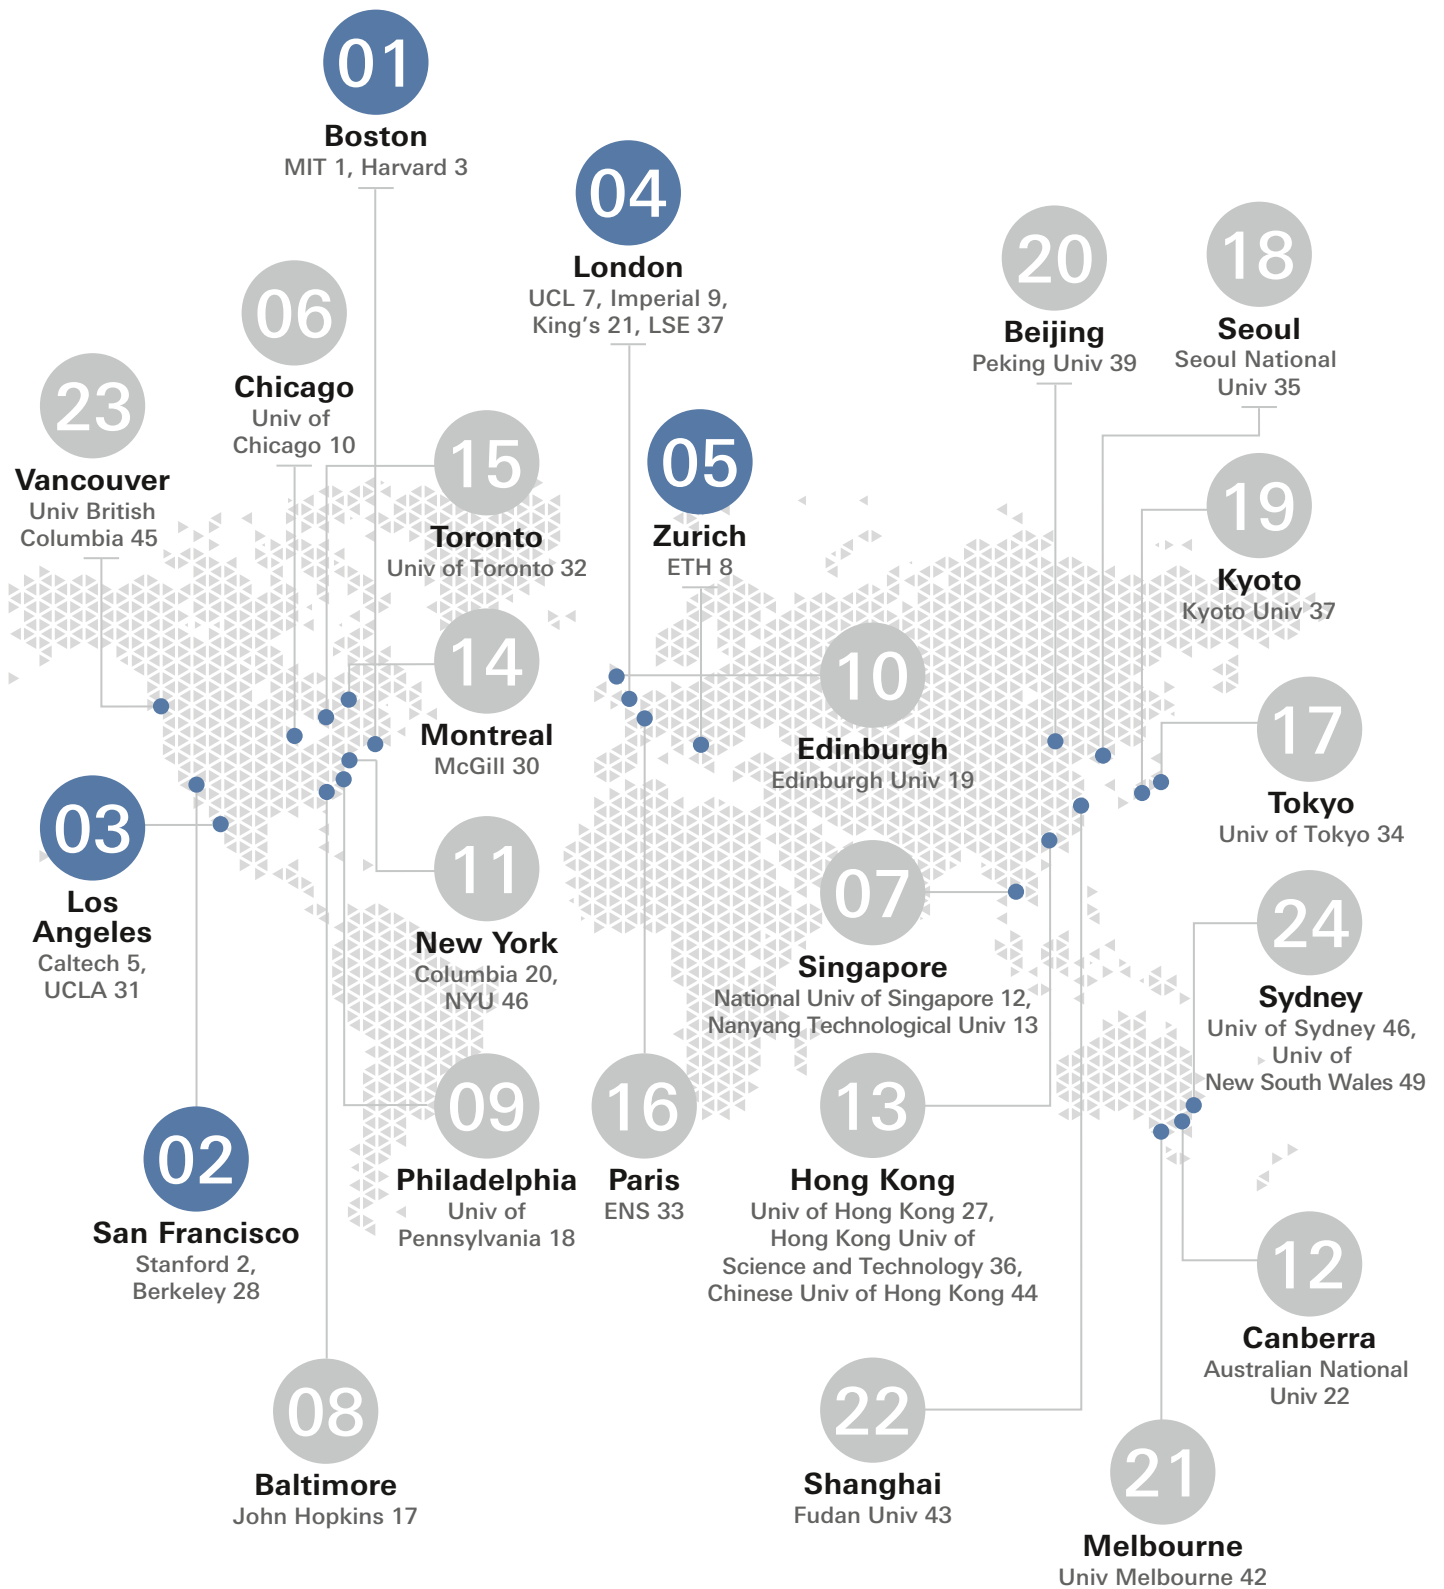 01
Boston
MIT 1, Harvard 3
04
London
UCL 7, Imperial 9,
King's 21, LSE 37
20
Beijing
Peking Univ 39
18
Seoul
Seoul National
Univ 35
06
Chicago
Univ of
Chicago 10
23
Vancouver
Univ British
Columbia 45
15
Toronto
Univ of Toronto 32
05
Zurich
ETH 8
19
Kyoto
Kyoto Univ 37
14
Montreal
McGill 30
10
Edinburgh
Edinburgh Univ 19
17
Tokyo
Univ of Tokyo 34
03
Los
Angeles
Caltech 5,
UCLA 31
11
New York
Columbia 20,
NYU 46
07
Singapore
National Univ of Singapore 12,
Nanyang Technological Univ 13
24
Sydney
Univ of Sydney 46,
Univ of
New South Wales 49
02
San Francisco
Stanford 2,
Berkeley 28
09
Philadelphia
Univ of
Pennsylvania 18
16
Paris
ENS 33
13
Hong Kong
Univ of Hong Kong 27,
Hong Kong Univ of
Science and Technology 36,
Chinese Univ of Hong Kong 44
12
Canberra
Australian National
Univ 22
08
Baltimore
John Hopkins 17
22
Shanghai
Fudan Univ 43
21
Melbourne
Univ Melbourne 42